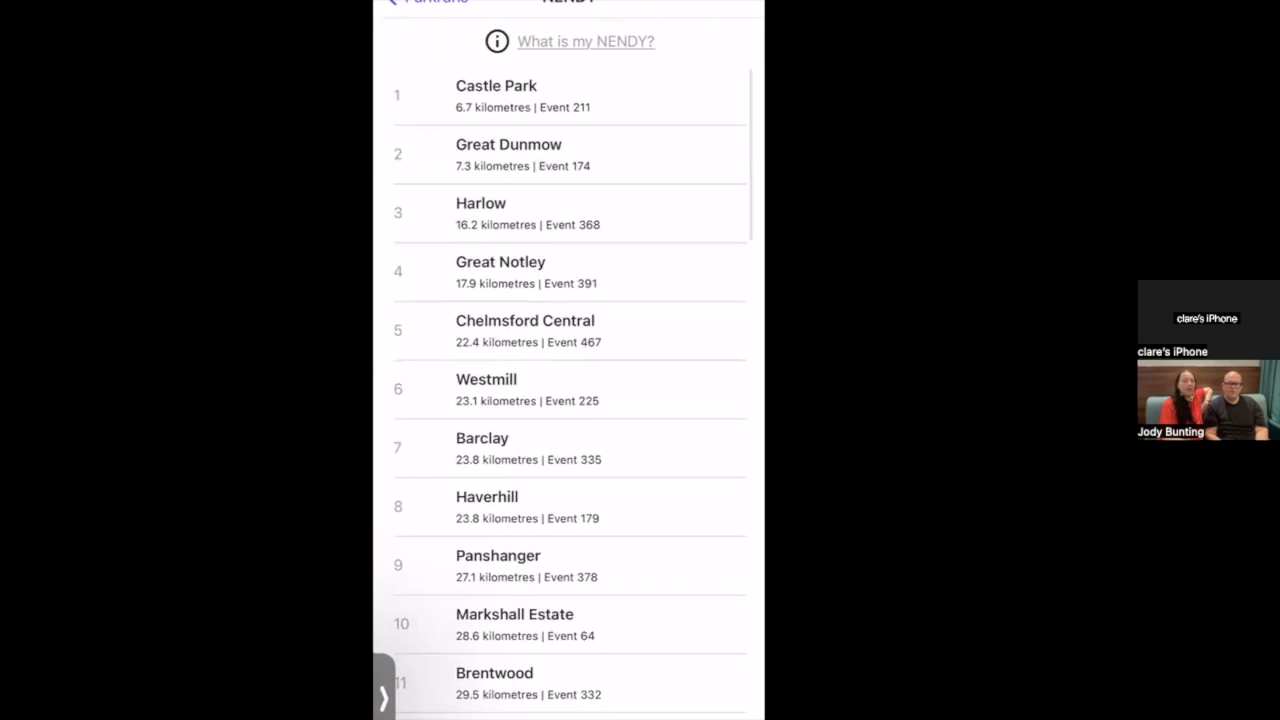 Parkruns
NENDY
What is my NENDY?
1
Castle Park
6.7 kilometres | Event 211
2
Great Dunmow
7.3 kilometres | Event 174
3
Harlow
16.2 kilometres | Event 368
4
Great Notley
17.9 kilometres | Event 391
5
Chelmsford Central
22.4 kilometres | Event 467
6
Westmill
23.1 kilometres | Event 225
7
Barclay
23.8 kilometres | Event 335
8
Haverhill
23.8 kilometres | Event 179
9
Panshanger
27.1 kilometres | Event 378
10
Markshall Estate
28.6 kilometres | Event 64
11
Brentwood
29.5 kilometres | Event 332
clare's iPhone
clare's iPhone
Jody Bunting